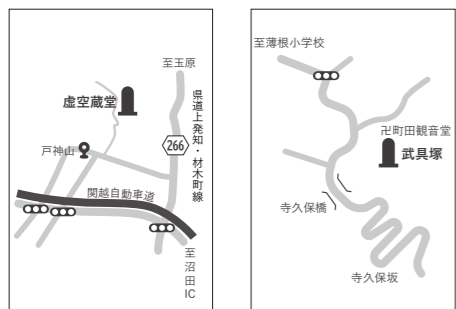 至玉原
虚空蔵堂
県道上発知・材木町線
266
戸神山
関越自動車道
至沼田IC
至薄根小学校
卍町田観音堂
武具塚
寺久保橋
寺久保坂